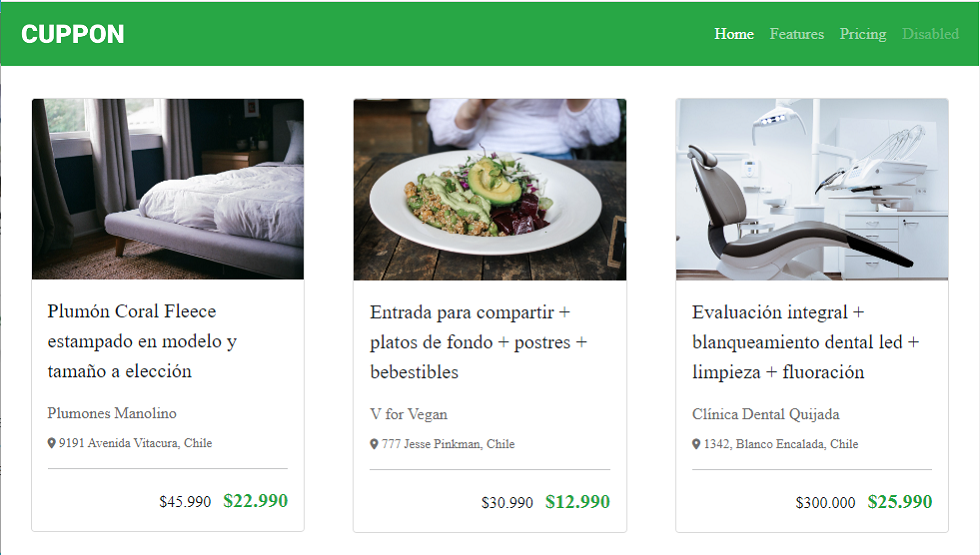 CUPPON
Home Features Pricing Disabled
Plumón Coral Fleece
estampado en modelo y
tamaño a elección
Plumones Manolino
9191 Avenida Vitacura, Chile
$45.990 $22.990
Entrada para compartir +
platos de fondo + postres +
bebestibles
V for Vegan
777 Jesse Pinkman, Chile
$30.990 $12.990
Evaluación integral +
blanqueamiento dental led +
limpieza + fluoración
Clínica Dental Quijada
1342, Blanco Encalada, Chile
$300.000 $25.990